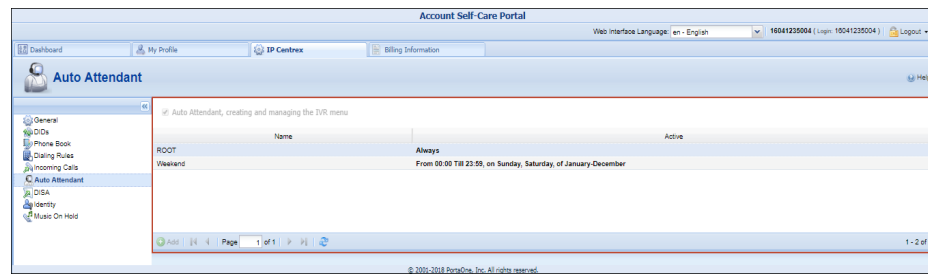 Account Self-Care Portal
Web Interface Language: en - English 16041235004 ( Login: 16041235004 ) Logout
Dashboard My Profile IP Centrex Billing Information
Auto Attendant Help
General
DIDs
Phone Book
Dialing Rules
Incoming Calls
Auto Attendant
DISA
Identity
Music On Hold
Auto Attendant, creating and managing the IVR menu
Name Active
ROOT Always
Weekend From 00:00 Till 23:59, on Sunday, Saturday, of January-December
Add Page 1 of 1 1 - 2 of
© 2001-2018 PortaOne, Inc. All rights reserved.